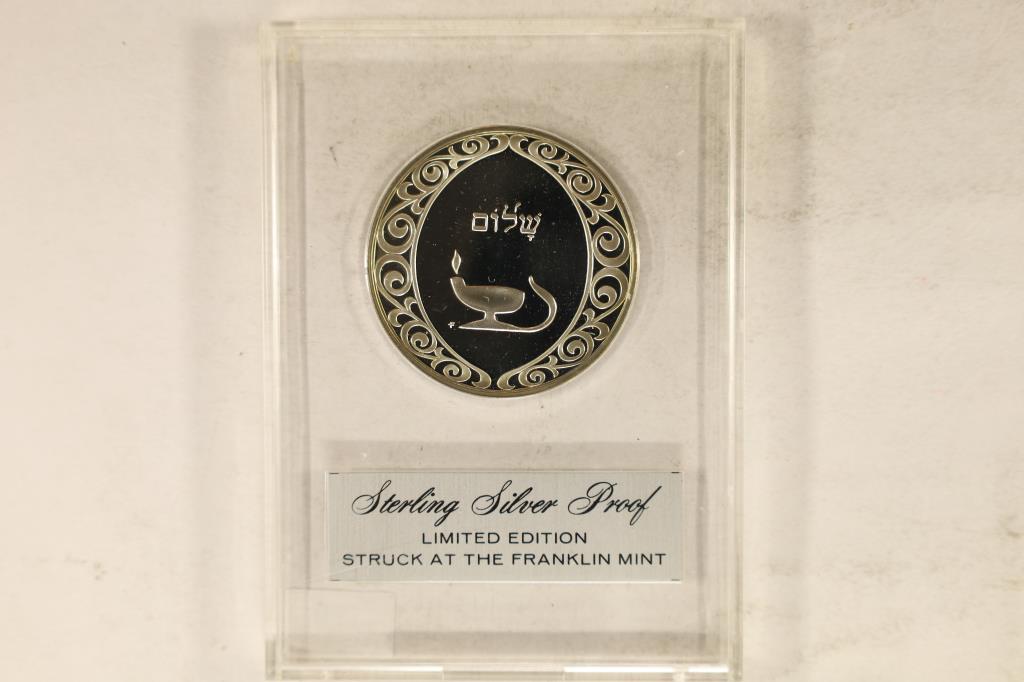 שָׁלוֹם
F
Sterling Silver Proof
LIMITED EDITION
STRUCK AT THE FRANKLIN MINT